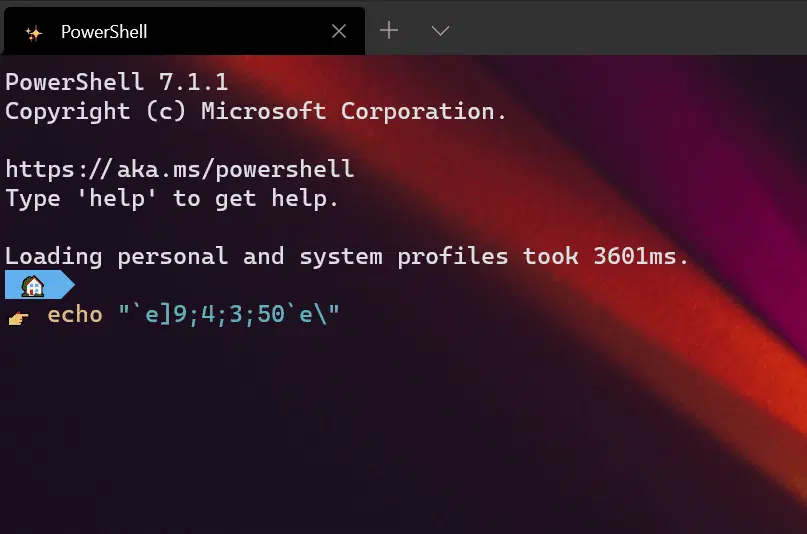 PowerShell
PowerShell 7.1.1
Copyright (c) Microsoft Corporation.
https://aka.ms/powershell
Type 'help' to get help.
Loading personal and system profiles took 3601ms.
echo "`e]9;4;3;50`e\"